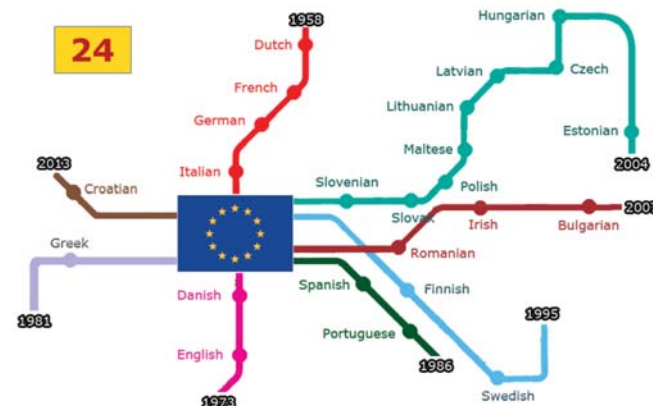 24
1958
Dutch
French
German
Italian
Hungarian
Latvian
Czech
Lithuanian
Maltese
Estonian
2004
Polish
Slovenian
Slovak
2013
Croatian
2007
Irish
Bulgarian
Romanian
Greek
1981
Danish
English
1973
Spanish
Portuguese
1986
Finnish
1995
Swedish